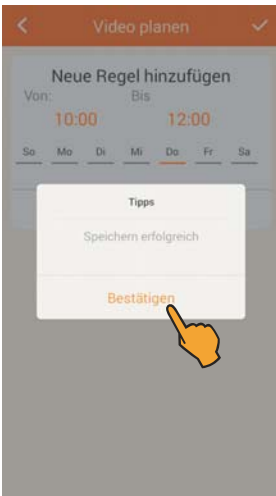 Video planen
Neue Regel hinzufügen
Von: Bis
10:00 12:00
So Mo Di Mi Do Fr Sa
Tipps
Speichern erfolgreich
Bestätigen